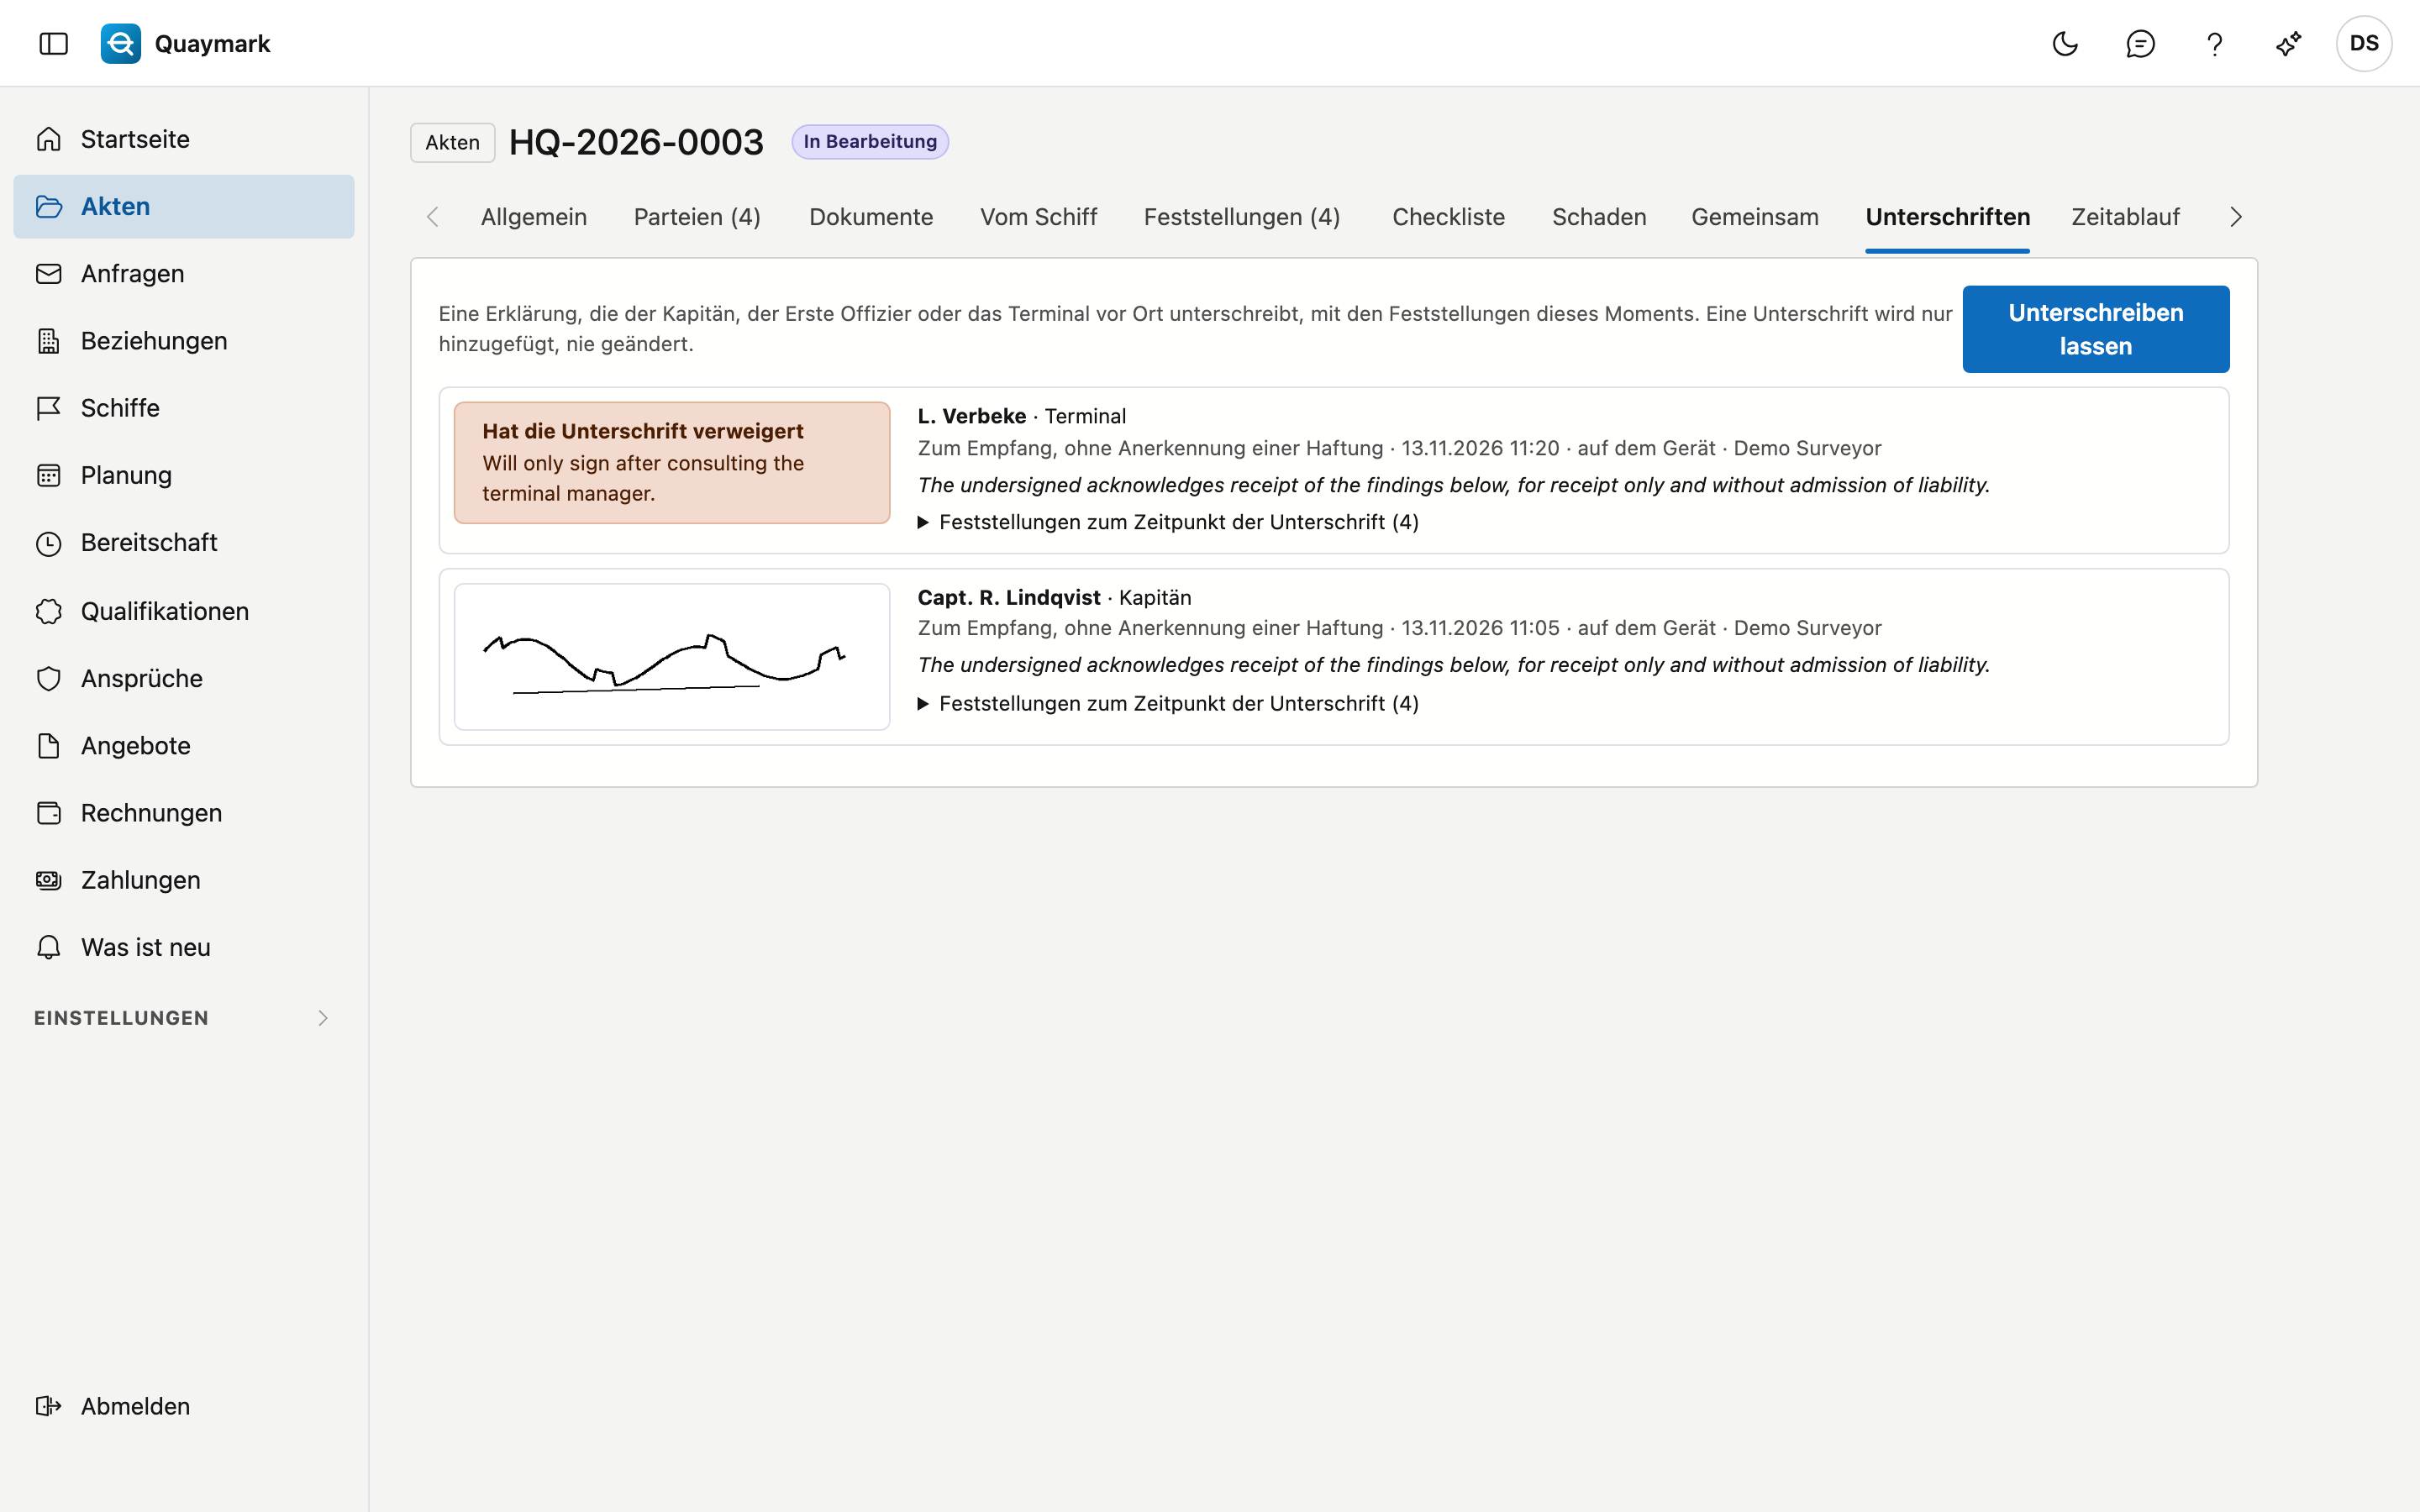 Quaymark
DS
Startseite
Akten
Anfragen
Beziehungen
Schiffe
Planung
Bereitschaft
Qualifikationen
Ansprüche
Angebote
Rechnungen
Zahlungen
Was ist neu
EINSTELLUNGEN
Abmelden
Akten HQ-2026-0003 In Bearbeitung
Allgemein Parteien (4) Dokumente Vom Schiff Feststellungen (4) Checkliste Schaden Gemeinsam Unterschriften Zeitablauf
Eine Erklärung, die der Kapitän, der Erste Offizier oder das Terminal vor Ort unterschreibt, mit den Feststellungen dieses Moments. Eine Unterschrift wird nur
hinzugefügt, nie geändert.
Unterschreiben
lassen
Hat die Unterschrift verweigert
Will only sign after consulting the
terminal manager.
L. Verbeke · Terminal
Zum Empfang, ohne Anerkennung einer Haftung · 13.11.2026 11:20 · auf dem Gerät · Demo Surveyor
The undersigned acknowledges receipt of the findings below, for receipt only and without admission of liability.
Feststellungen zum Zeitpunkt der Unterschrift (4)
Capt. R. Lindqvist · Kapitän
Zum Empfang, ohne Anerkennung einer Haftung · 13.11.2026 11:05 · auf dem Gerät · Demo Surveyor
The undersigned acknowledges receipt of the findings below, for receipt only and without admission of liability.
Feststellungen zum Zeitpunkt der Unterschrift (4)